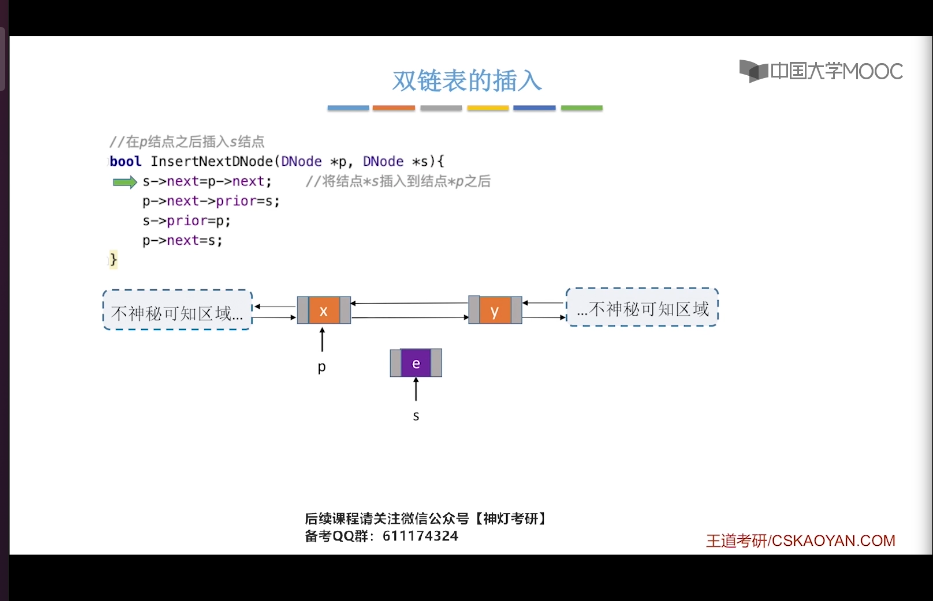 双链表的插入
中国大学MOOC
//在p结点之后插入s结点
bool InsertNextDNode(DNode *p, DNode *s){
s->next=p->next; //将结点*s插入到结点*p之后
p->next->prior=s;
s->prior=p;
p->next=s;
}
不神秘可知区域...
x
y
...不神秘可知区域
p
e
s
后续课程请关注微信公众号【神灯考研】
备考QQ群：611174324
王道考研/CSKAOYAN.COM